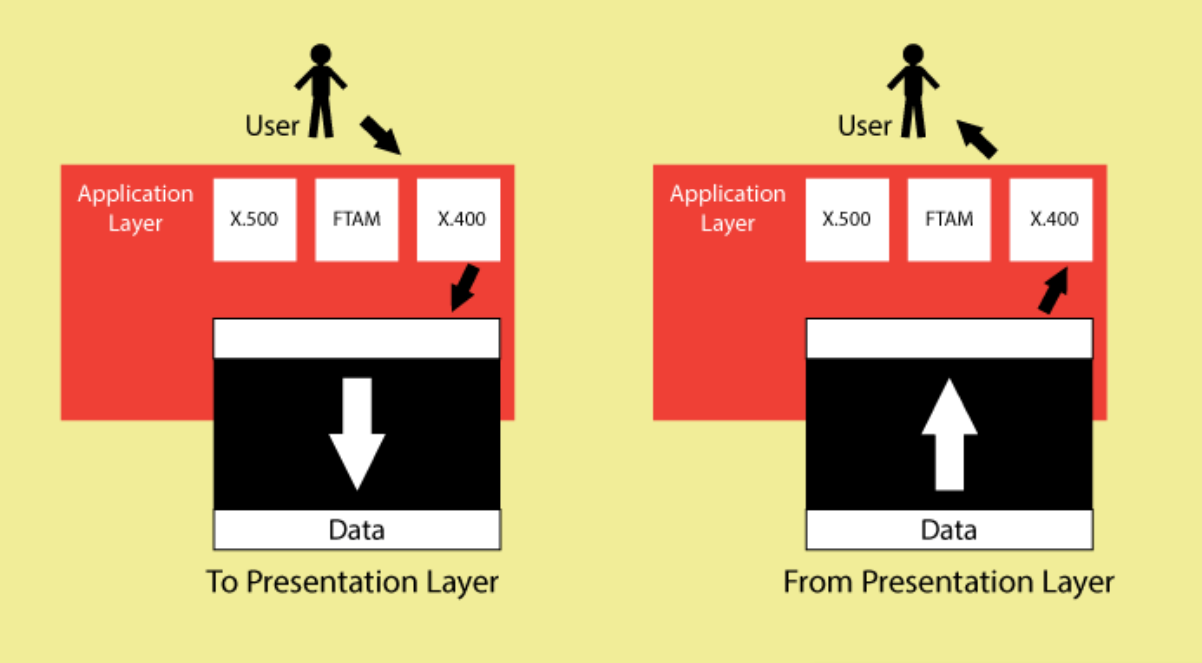 User
Application
Layer
X.500
FTAM
X.400
Data
To Presentation Layer
User
Application
Layer
X.500
FTAM
X.400
Data
From Presentation Layer